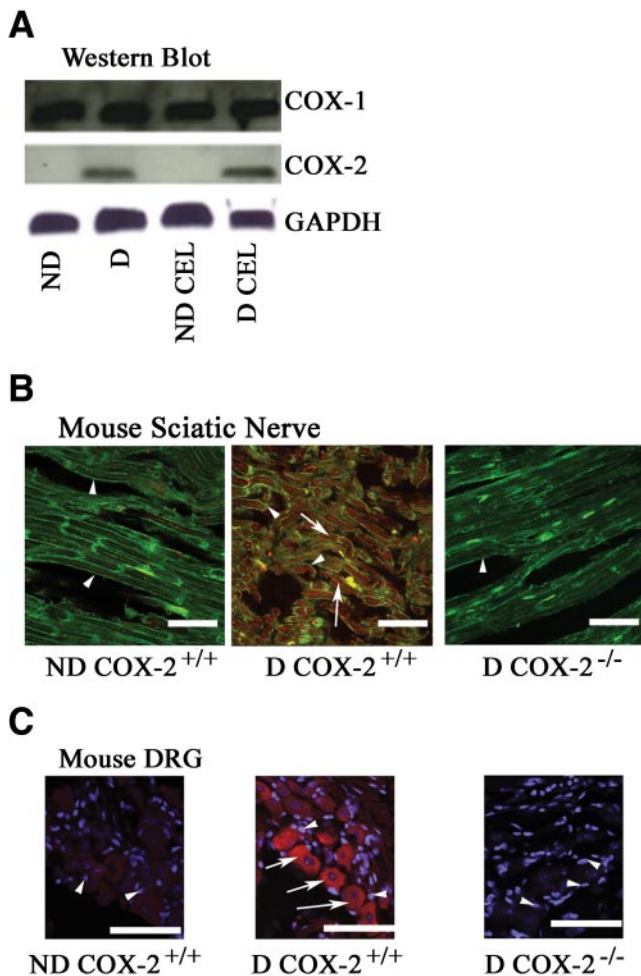 A
Western Blot
COX-1
COX-2
GAPDH
ND
D
ND CEL
D CEL
B
Mouse Sciatic Nerve
ND COX-2+/+
D COX-2+/+
D COX-2-/-
C
Mouse DRG
ND COX-2+/+
D COX-2+/+
D COX-2-/-